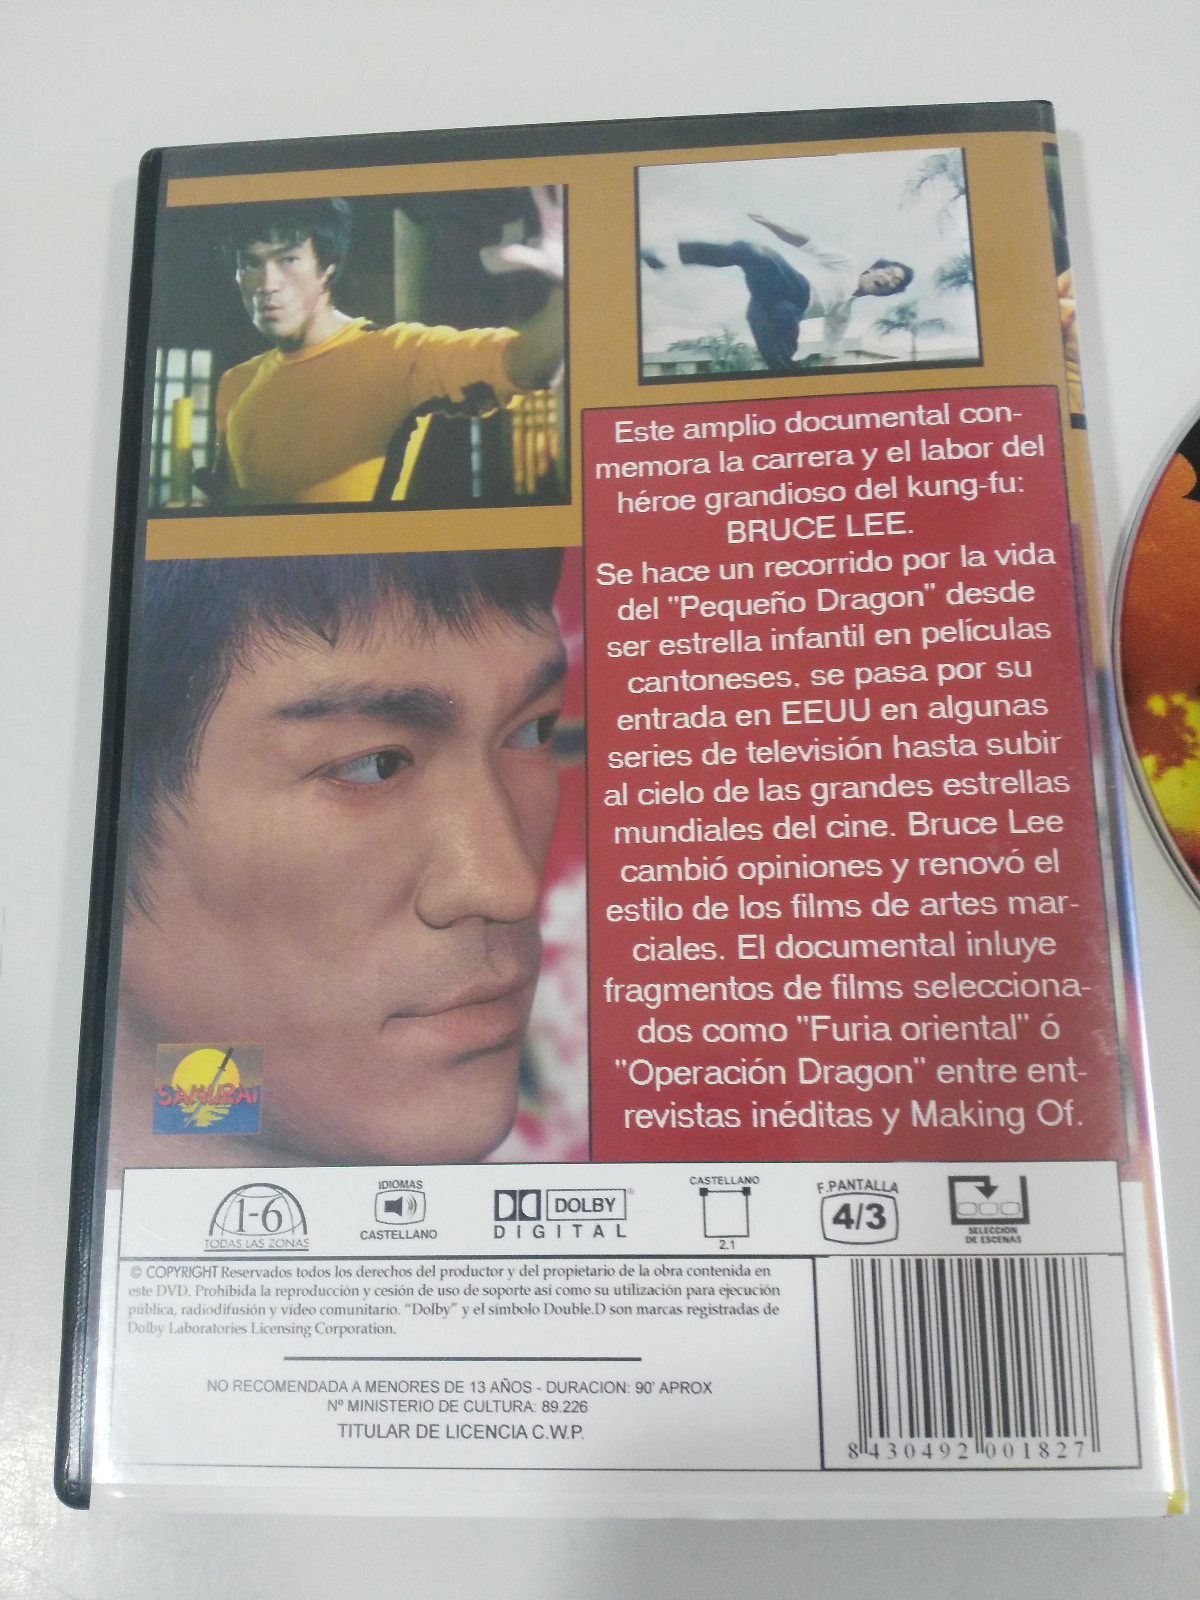 Este amplio documental con-
memora la carrera y el labor del
héroe grandioso del kung-fu:
BRUCE LEE.
Se hace un recorrido por la vida
del "Pequeño Dragon" desde
ser estrella infantil en películas
cantoneses. se pasa por su
entrada en EEUU en algunas
series de televisión hasta subir
al cielo de las grandes estrellas
mundiales del cine. Bruce Lee
cambió opiniones y renovó el
estilo de los films de artes mar-
ciales. El documental inluye
fragmentos de films selecciona-
dos como "Furia oriental" ó
"Operación Dragon" entre ent-
revistas inéditas y Making Of.
SAMURAI
1-6
TODAS LAS ZONAS
IDIOMAS
CASTELLANO
DOLBY
DIGITAL
CASTELLANO
2.1
F.PANTALLA
4/3
SELECCION
DE ESCENAS
© COPYRIGHT Reservados todos los derechos del productor y del propietario de la obra contenida en
este DVD. Prohibida la reproducción y cesión de uso de soporte así como su utilización para ejecución
pública, radiodifusión y vídeo comunitario. "Dolby" y el símbolo Double.D son marcas registradas de
Dolby Laboratories Licensing Corporation.
NO RECOMENDADA A MENORES DE 13 AÑOS - DURACION: 90' APROX
Nº MINISTERIO DE CULTURA: 89.226
TITULAR DE LICENCIA C.W.P.
8 430492 001827